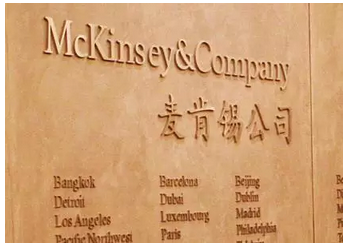 McKinsey&Company
麦肯锡公司
Bangkok Barcelona Beijing
Detroit Dubai Dublin
Los Angeles Luxembourg Madrid
Pacific Northwest Paris Philadelphia